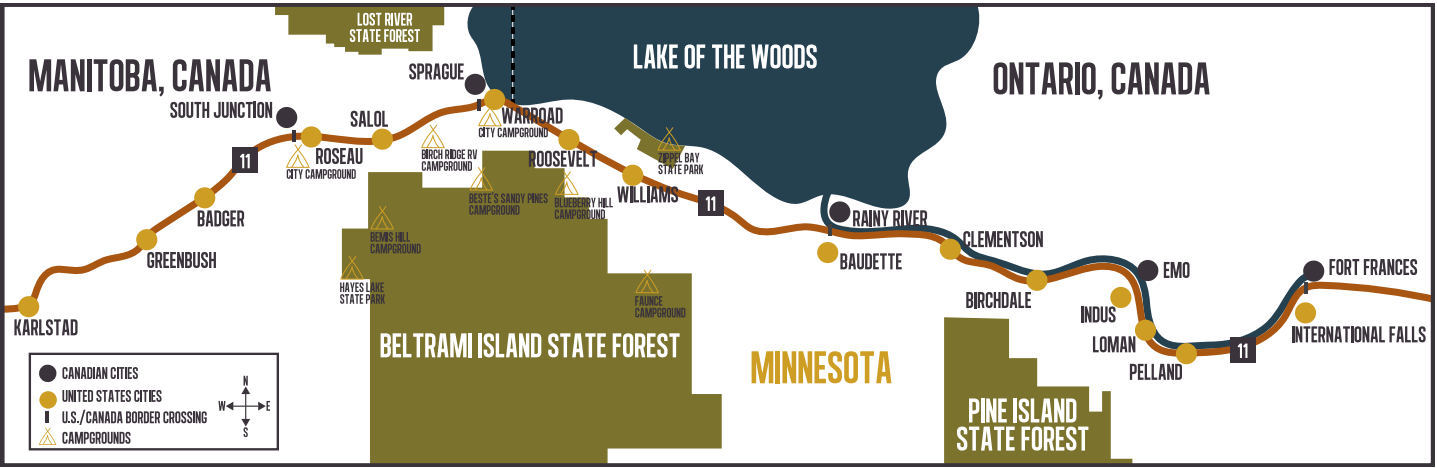 LOST RIVER
STATE FOREST
MANITOBA, CANADA
SPRAGUE
LAKE OF THE WOODS
ONTARIO, CANADA
SOUTH JUNCTION
SALOL
WARROAD
CITY CAMPGROUND
ROSEAU
CITY CAMPGROUND
11
BIRCH RIDGE RV
CAMPGROUND
ROOSEVELT
ZIPPEL BAY
STATE PARK
BADGER
BESTE'S SANDY PINES
CAMPGROUND
BLUEBERRY HILL
CAMPGROUND
WILLIAMS
11
RAINY RIVER
GREENBUSH
BEMIS HILL
CAMPGROUND
BAUDETTE
CLEMENTSON
EMO
FORT FRANCES
HAYES LAKE
STATE PARK
FAUNCE
CAMPGROUND
BIRCHDALE
INDUS
KARLSTAD
INTERNATIONAL FALLS
LOMAN
11
PELLAND
BELTRAMI ISLAND STATE FOREST
MINNESOTA
PINE ISLAND
STATE FOREST
CANADIAN CITIES
UNITED STATES CITIES
U.S./CANADA BORDER CROSSING
CAMPGROUNDS
N
W E
S